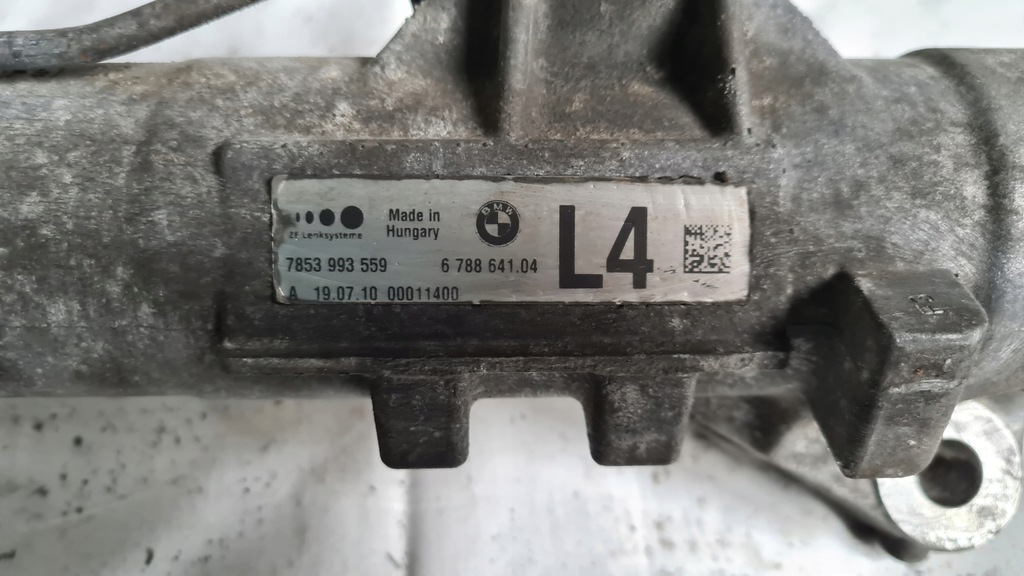 ZF Lenksysteme
Made in
Hungary
BMW
L4
7853 993 559
6 788 641.04
A 19.07.10 00011400